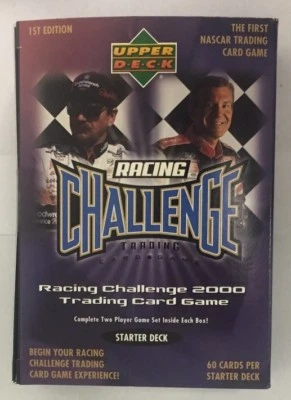 1ST EDITION
UPPER
DECK
THE FIRST
NASCAR TRADING
CARD GAME
RACING
CHALLENGE
TRADING
CARD GAME
Racing Challenge 2000
Trading Card Game
Complete Two Player Game Set Inside Each Box!
STARTER DECK
BEGIN YOUR RACING
CHALLENGE TRADING
CARD GAME EXPERIENCE!
60 CARDS PER
STARTER DECK